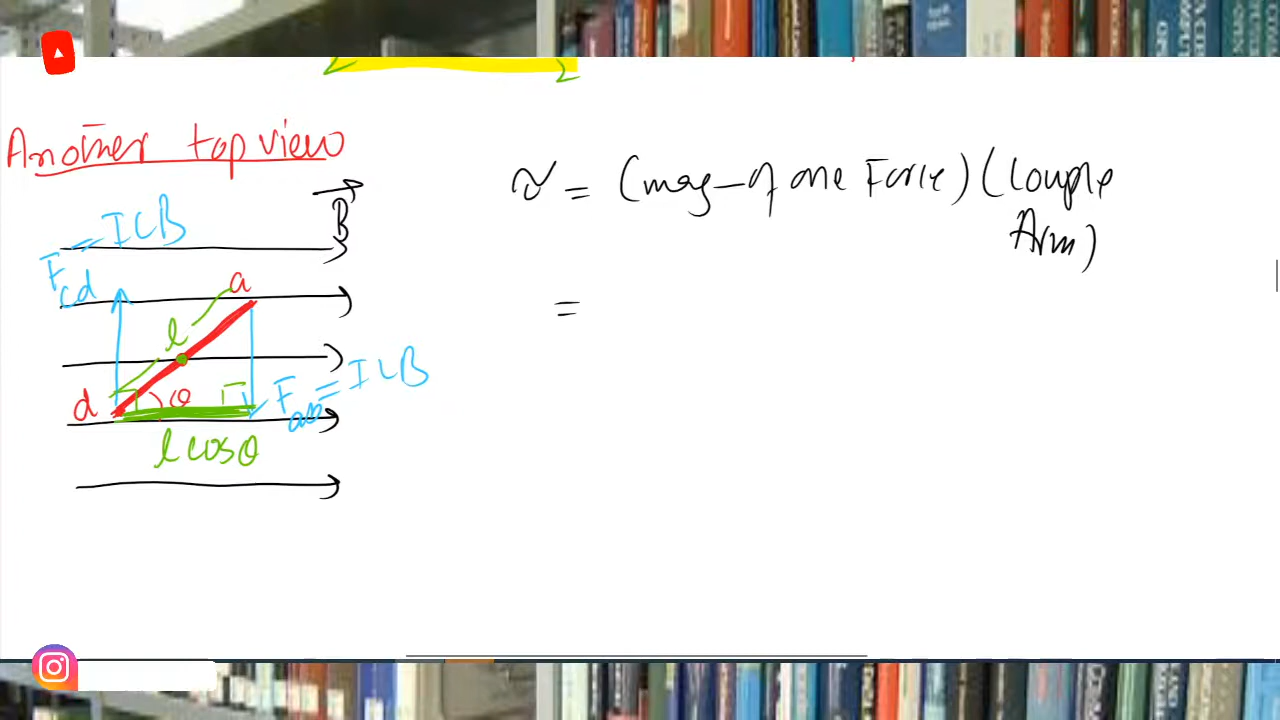 Another top view
B
F_cd = ILB
a
l
d
θ
F_ab = ILB
l cosθ
τ = (mag. of one Force) (Couple
Arm)
=